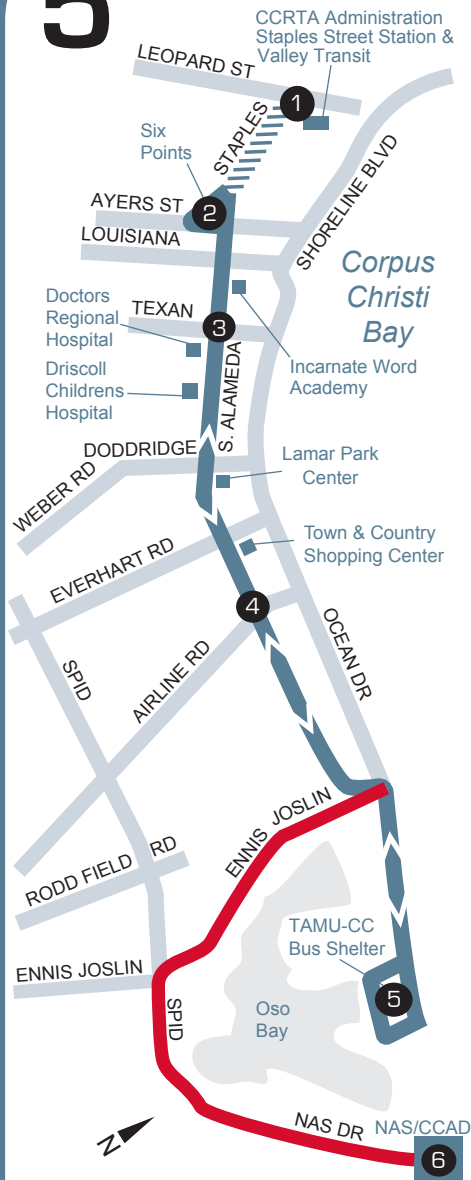 5
CCRTA Administration
Staples Street Station &
Valley Transit
LEOPARD ST
1
STAPLES
Six
Points
SHORELINE BLVD
AYERS ST
2
LOUISIANA
Corpus
Christi
Bay
Doctors
Regional
Hospital
TEXAN
3
Incarnate Word
Academy
Driscoll
Childrens
Hospital
S. ALAMEDA
DODDRIDGE
Lamar Park
Center
WEBER RD
Town & Country
Shopping Center
EVERHART RD
4
OCEAN DR
SPID
AIRLINE RD
ENNIS JOSLIN
RODD FIELD RD
TAMU-CC
Bus Shelter
ENNIS JOSLIN
5
SPID
Oso
Bay
N
NAS DR
NAS/CCAD
6